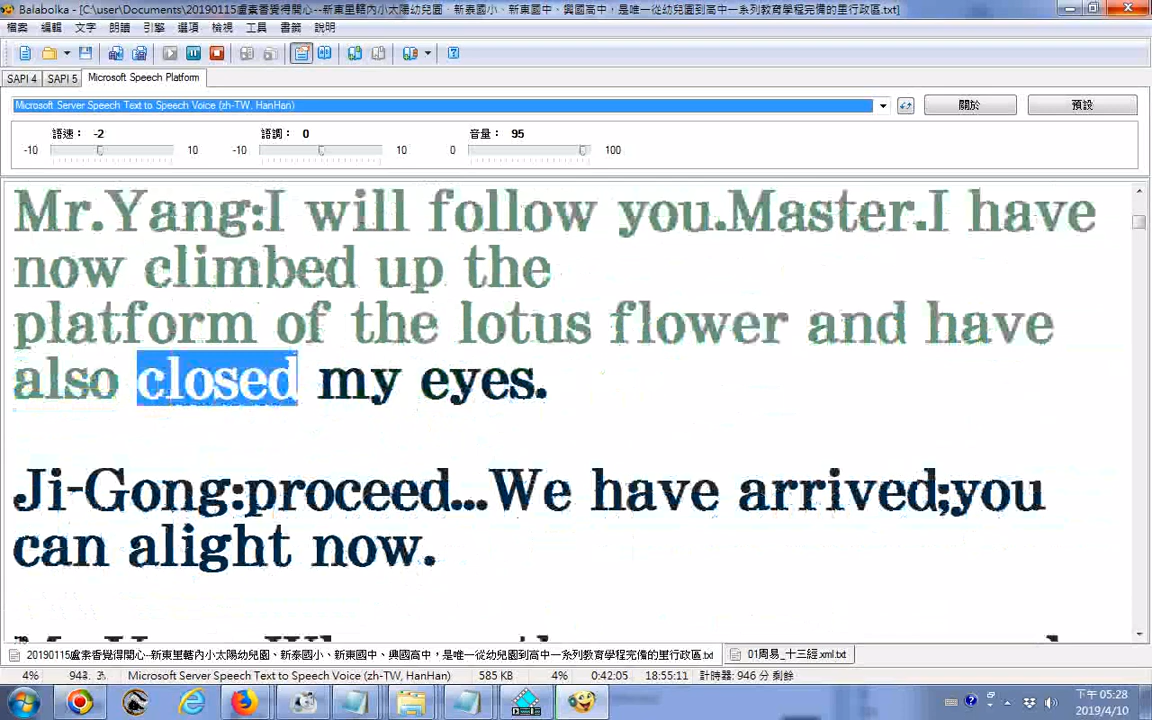 Balabolka - [C:\user\Documents\20190115盧素香覺得開心--新東里轄內小太陽幼兒園、新泰國小、新東國中、興國高中，是唯一從幼兒園到高中一系列教育學程完備的里行政區.txt]
檔案 編輯 文字 朗讀 引擎 選項 檢視 工具 書籤 說明
SAPI 4 SAPI 5 Microsoft Speech Platform
Microsoft Server Speech Text to Speech Voice (zh-TW, HanHan) 關於 預設
語速： -2 語調： 0 音量： 95
-10 10 -10 10 0 100
Mr.Yang:I will follow you.Master.I have
now climbed up the
platform of the lotus flower and have
also closed my eyes.
Ji-Gong:proceed...We have arrived;you
can alight now.
20190115盧素香覺得開心--新東里轄內小太陽幼兒園、新泰國小、新東國中、興國高中，是唯一從幼兒園到高中一系列教育學程完備的里行政區.txt 01周易_十三經.xml.txt
4% 943: 3 Microsoft Server Speech Text to Speech Voice (zh-TW, HanHan) 585 KB 4% 0:42:05 18:55:11 計時器: 946 分 剩餘
下午 05:28
2019/4/10